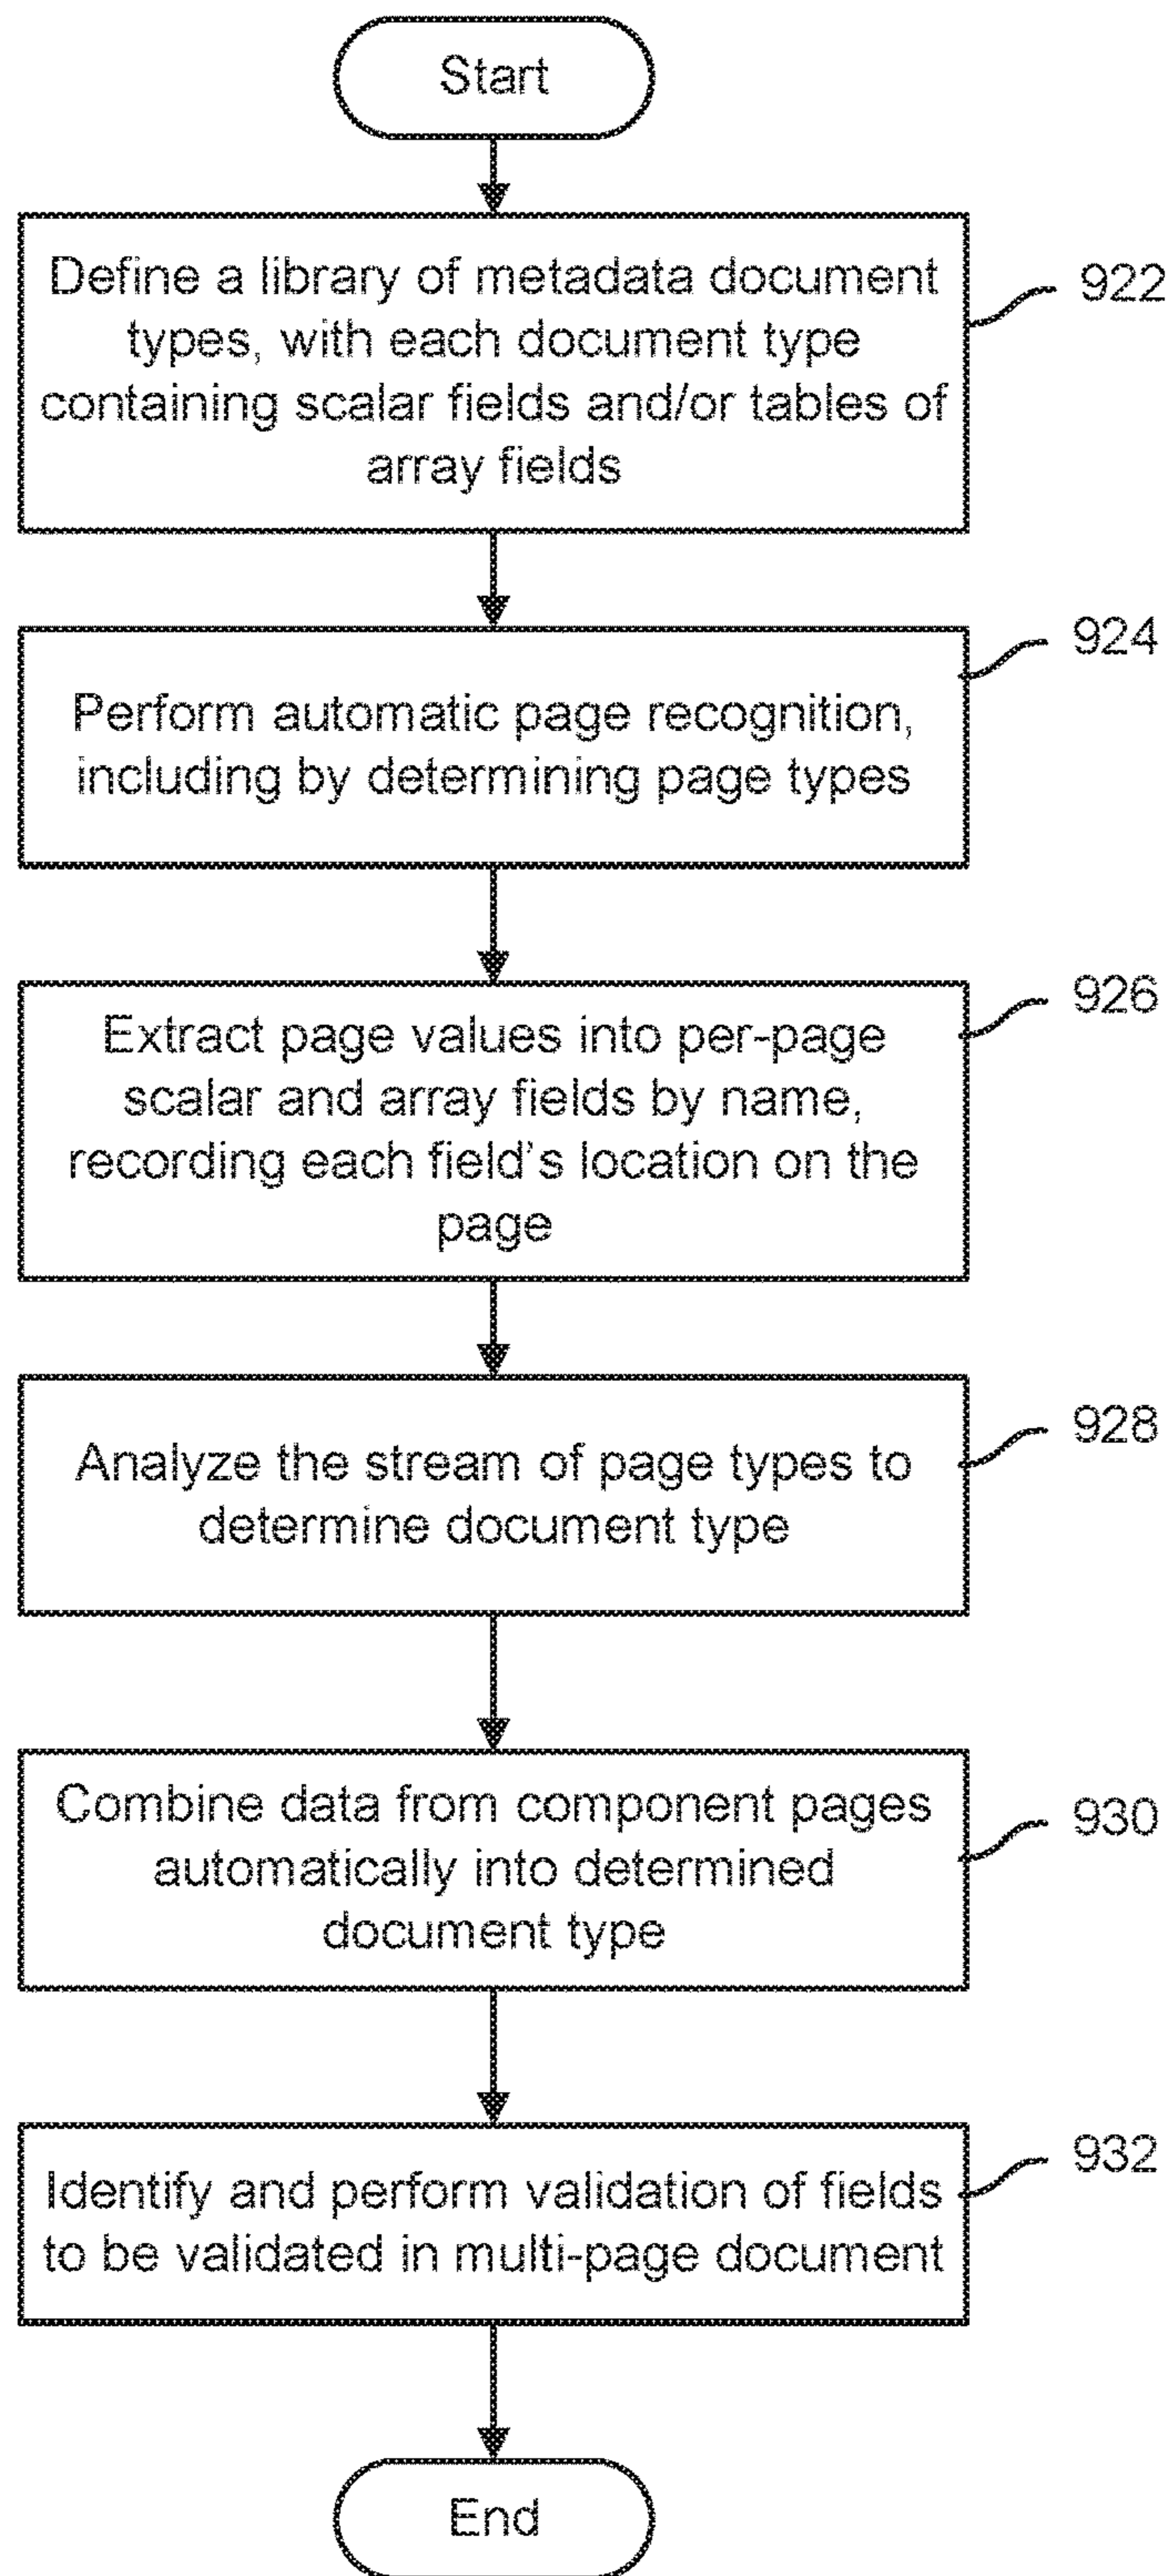 Start
Define a library of metadata document
types, with each document type
containing scalar fields and/or tables of
array fields
922
Perform automatic page recognition,
including by determining page types
924
Extract page values into per-page
scalar and array fields by name,
recording each field's location on the
page
926
Analyze the stream of page types to
determine document type
928
Combine data from component pages
automatically into determined
document type
930
Identify and perform validation of fields
to be validated in multi-page document
932
End